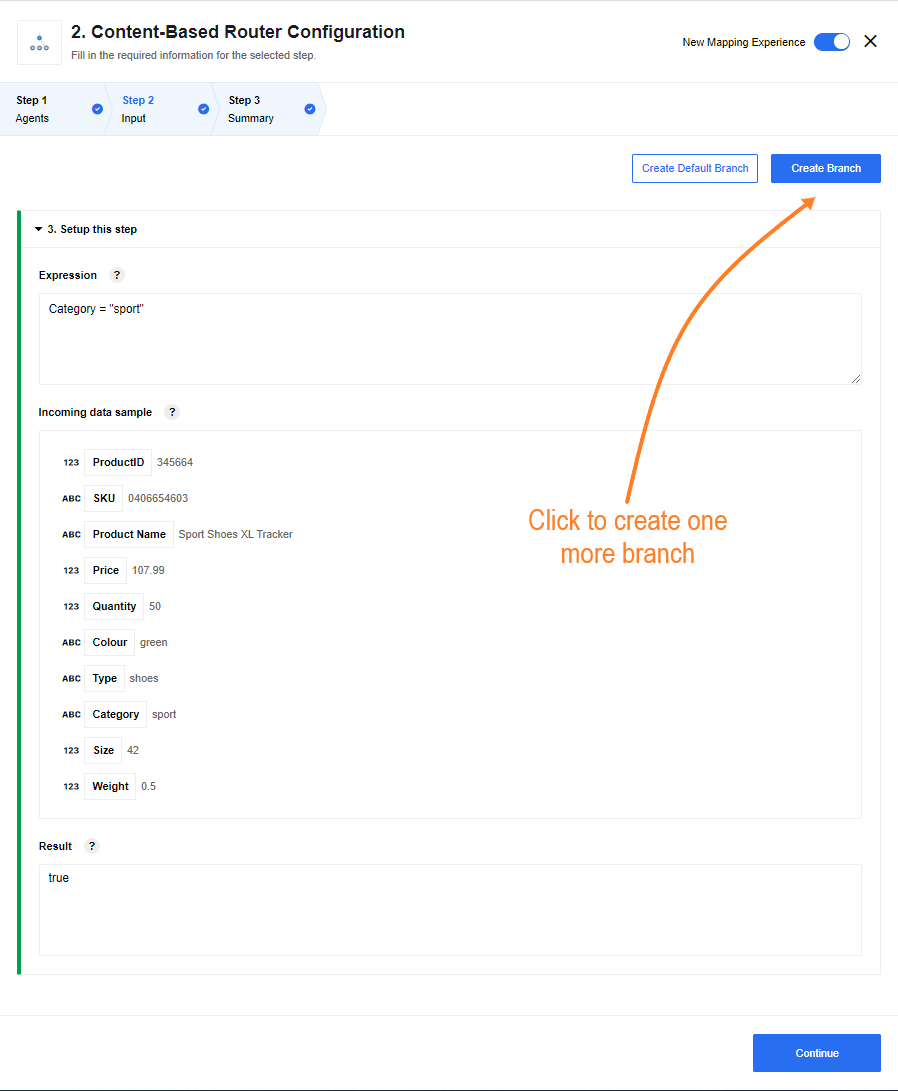 2. Content-Based Router Configuration
Fill in the required information for the selected step.
New Mapping Experience
Step 1
Agents
Step 2
Input
Step 3
Summary
Create Default Branch
Create Branch
3. Setup this step
Expression ?
Category = "sport"
Incoming data sample ?
123 ProductID 345664
ABC SKU 0406654603
ABC Product Name Sport Shoes XL Tracker
123 Price 107.99
123 Quantity 50
ABC Colour green
ABC Type shoes
ABC Category sport
123 Size 42
123 Weight 0.5
Click to create one
more branch
Result ?
true
Continue